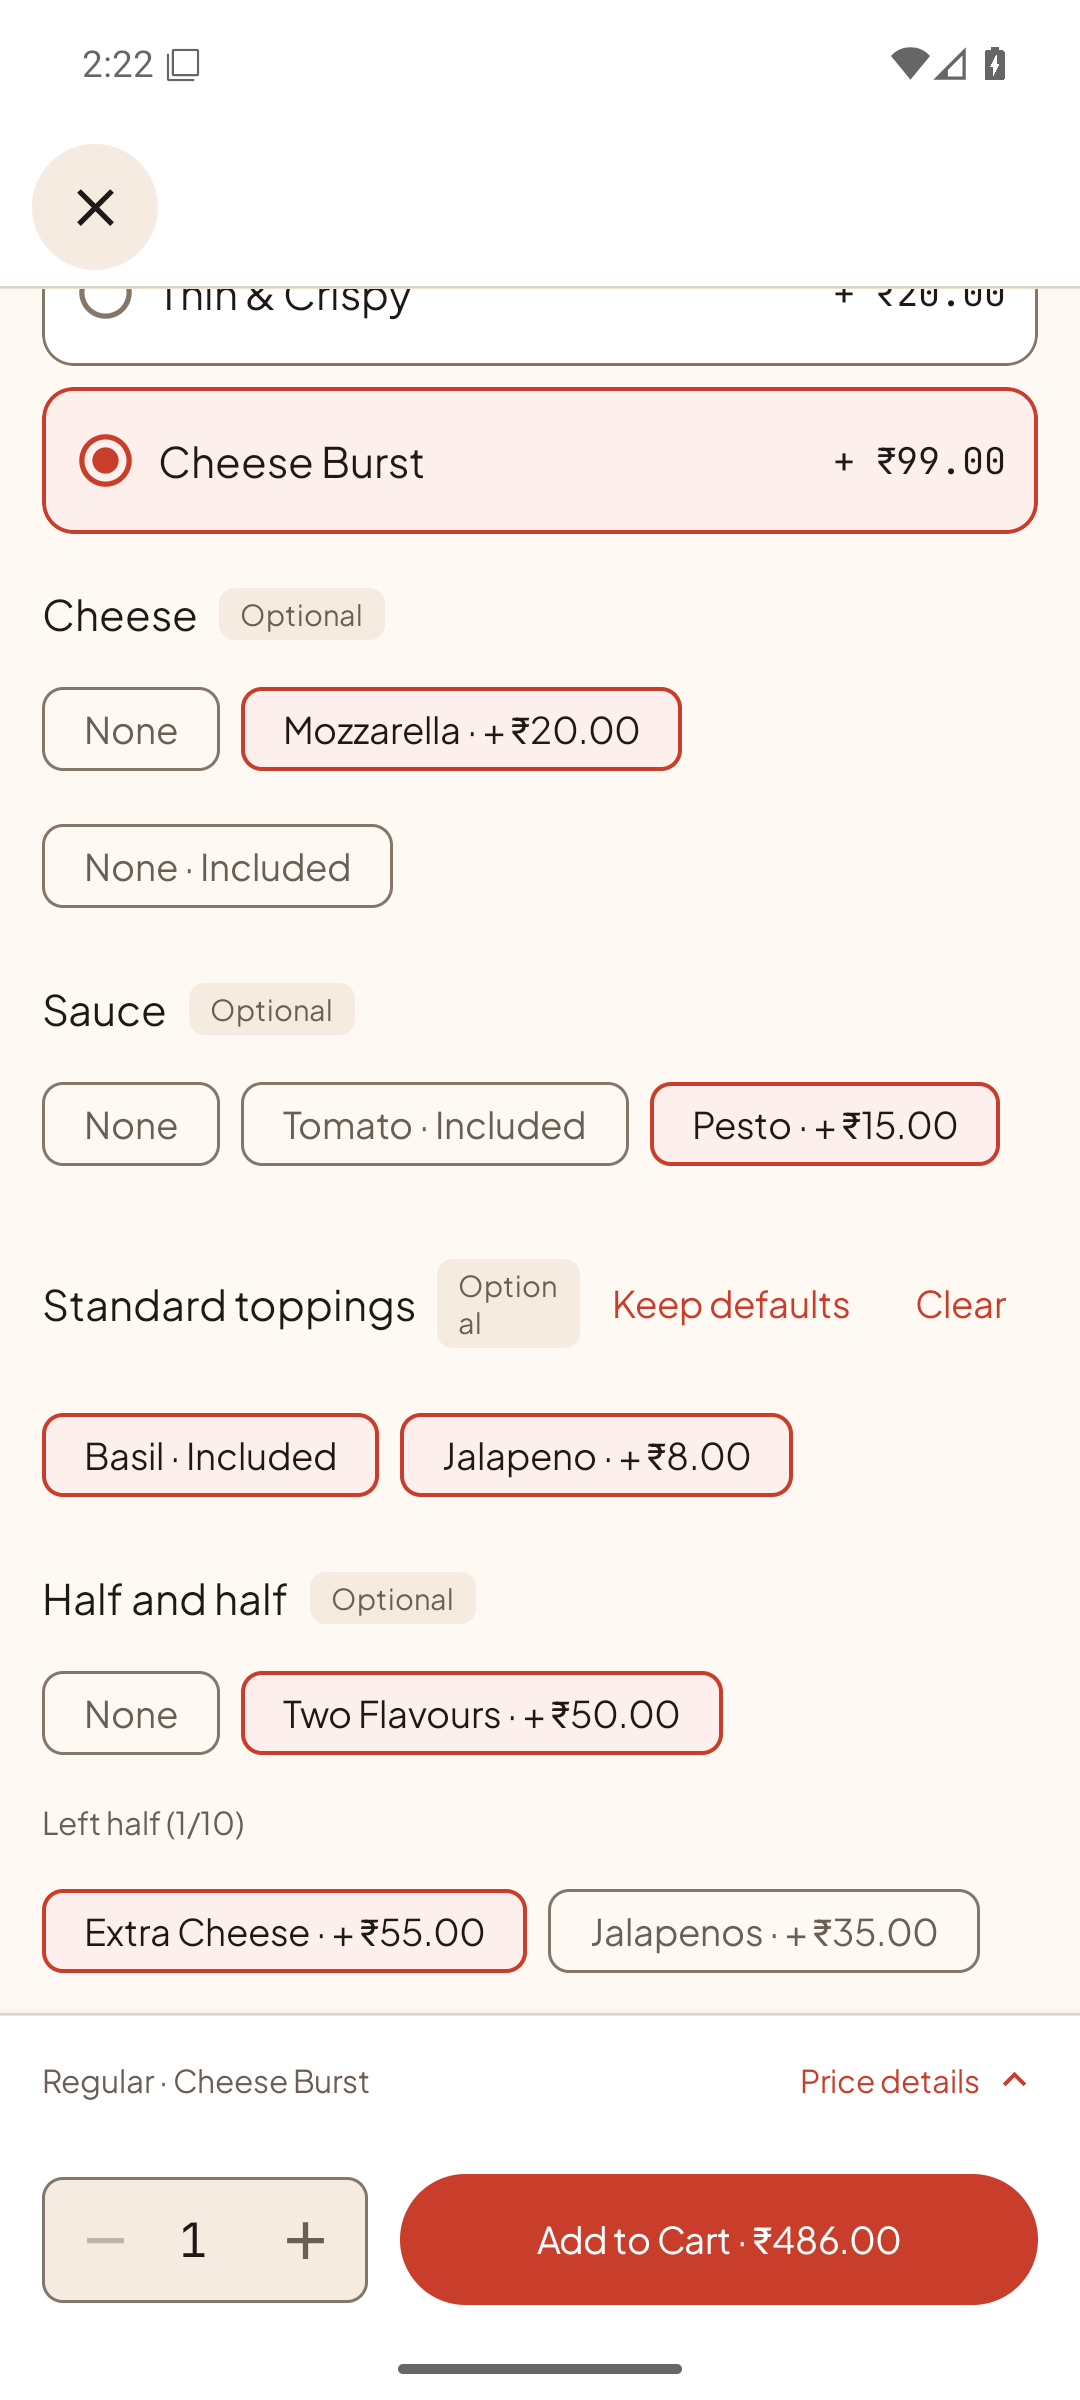 2:22
Thin & Crispy + ₹20.00
Cheese Burst + ₹99.00
Cheese Optional
None Mozzarella · + ₹20.00
None · Included
Sauce Optional
None Tomato · Included Pesto · + ₹15.00
Standard toppings Option
al Keep defaults Clear
Basil · Included Jalapeno · + ₹8.00
Half and half Optional
None Two Flavours · + ₹50.00
Left half (1/10)
Extra Cheese · + ₹55.00 Jalapenos · + ₹35.00
Regular · Cheese Burst Price details
1 Add to Cart · ₹486.00